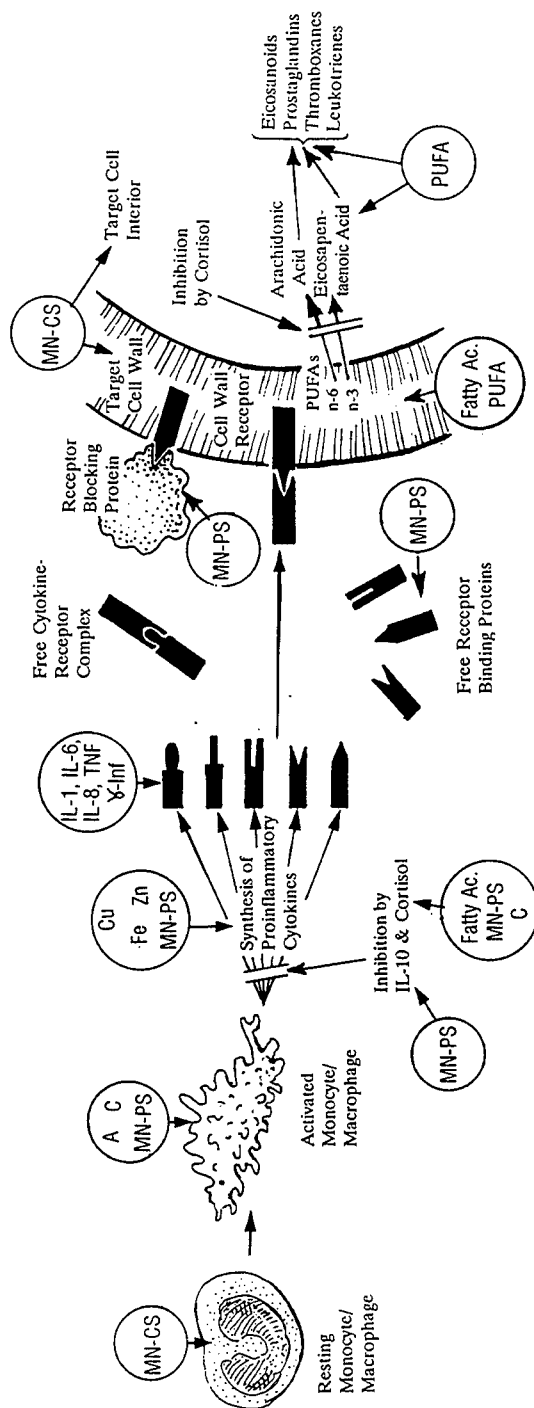 MN-CS
Resting
Monocyte/
Macrophage
A C
MN-PS
Activated
Monocyte/
Macrophage
Cu
Fe Zn
MN-PS
Synthesis of
Proinflammatory
Cytokines
Inhibition by
IL-10 & Cortisol
MN-PS
Fatty Ac.
MN-PS
C
IL-1, IL-6,
IL-8, TNF
γ-Inf
Free Cytokine-
Receptor
Complex
Receptor
Blocking
Protein
MN-PS
MN-PS
Free Receptor
Binding Proteins
MN-CS
Target
Cell Wall
Target Cell
Interior
Cell Wall
Receptor
PUFAs
n-6
n-3
Fatty Ac.
PUFA
Inhibition
by Cortisol
Arachidonic
Acid
Eicosapen-
taenoic Acid
Eicosanoids
Prostaglandins
Thromboxanes
Leukotrienes
PUFA